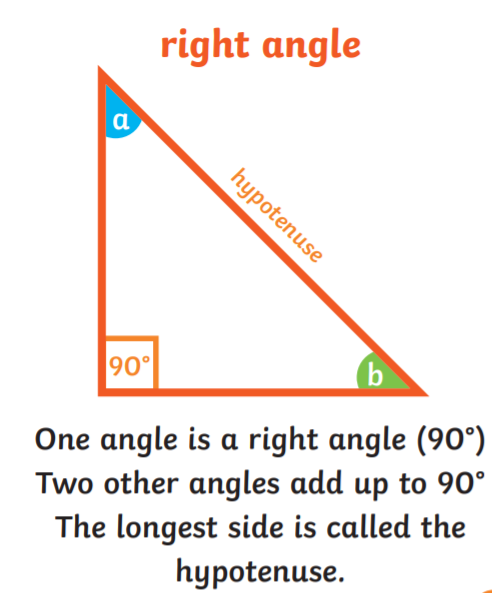 right angle
a
hypotenuse
90°
b
One angle is a right angle (90°)
Two other angles add up to 90°
The longest side is called the
hypotenuse.